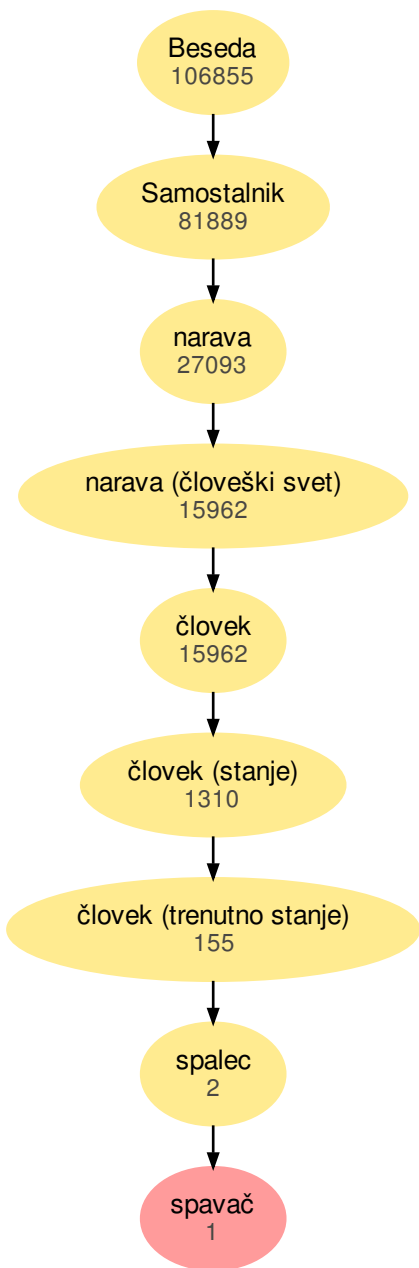 Beseda
106855
Samostalnik
81889
narava
27093
narava (človeški svet)
15962
človek
15962
človek (stanje)
1310
človek (trenutno stanje)
155
spalec
2
spavač
1